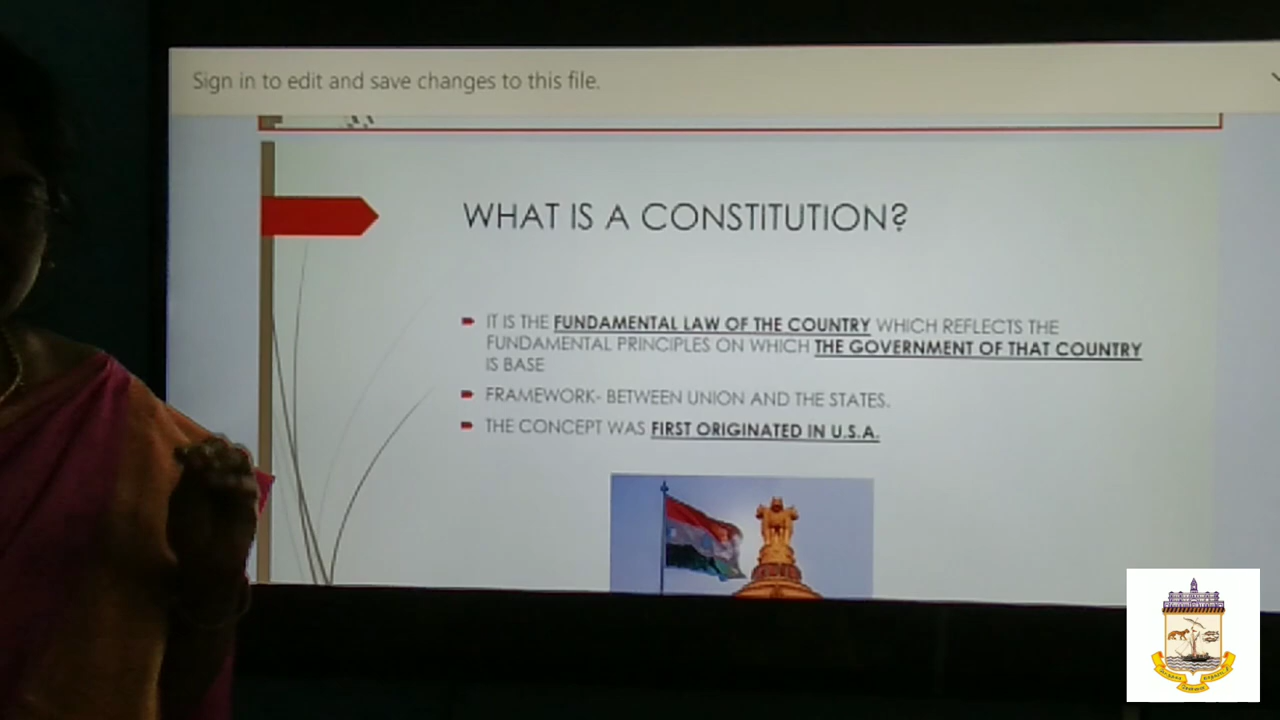 Sign in to edit and save changes to this file.
WHAT IS A CONSTITUTION?
IT IS THE FUNDAMENTAL LAW OF THE COUNTRY WHICH REFLECTS THE
FUNDAMENTAL PRINCIPLES ON WHICH THE GOVERNMENT OF THAT COUNTRY
IS BASE
FRAMEWORK- BETWEEN UNION AND THE STATES.
THE CONCEPT WAS FIRST ORIGINATED IN U.S.A.